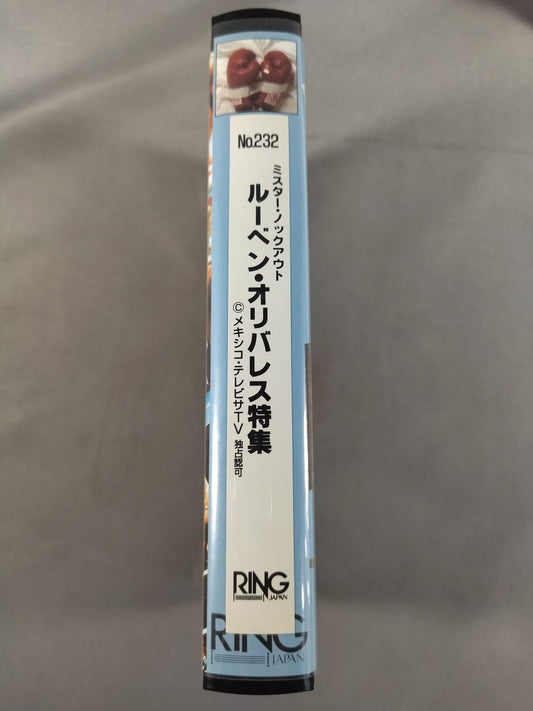 No.232
ミスター・ノックアウト
ルーベン・オリバレス特集
©メキシコ・テレビサTV 独占認可
RING
JAPAN
RING
JAPAN